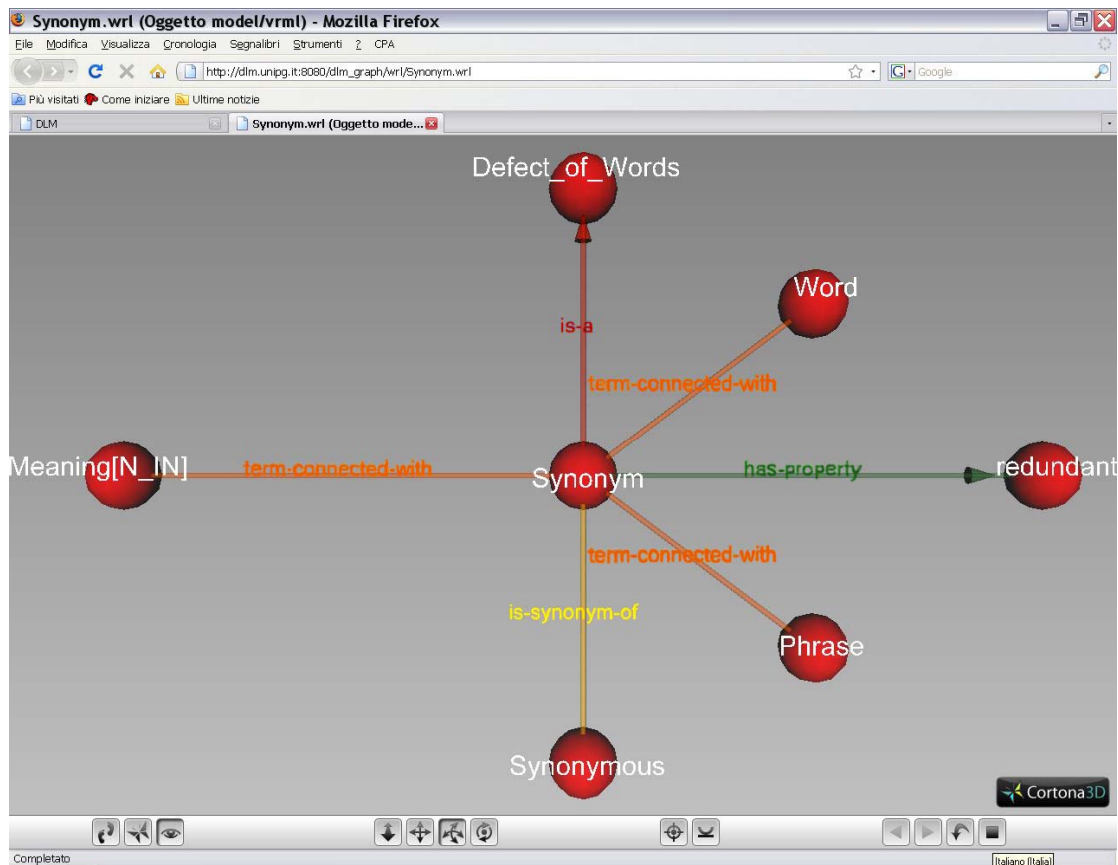 Synonym.wrl (Oggetto model/vrml) - Mozilla Firefox
File Modifica Visualizza Cronologia Segnalibri Strumenti ? CPA
http://dlm.unipg.it:8080/dlm_graph/wrl/Synonym.wrl
G Google
Più visitati Come iniziare Ultime notizie
DLM
Synonym.wrl (Oggetto mode...
Defect_of_Words
Word
is-a
term-connected-with
Meaning[N_IN]
term-connected-with
Synonym
has-property
redundant
term-connected-with
is-synonym-of
Phrase
Synonymous
Cortona3D
Completato
Italiano (Italia)